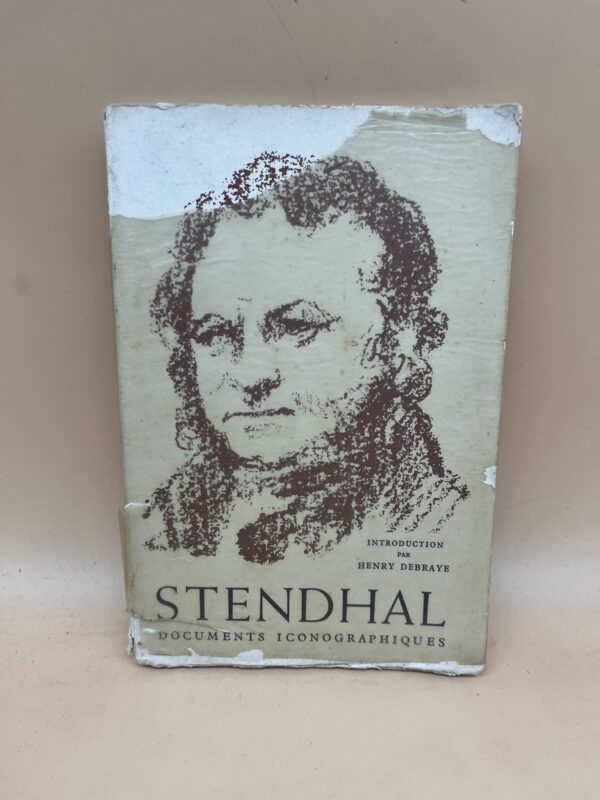 INTRODUCTION
PAR
HENRY DEBRAYE
STENDHAL
DOCUMENTS ICONOGRAPHIQUES